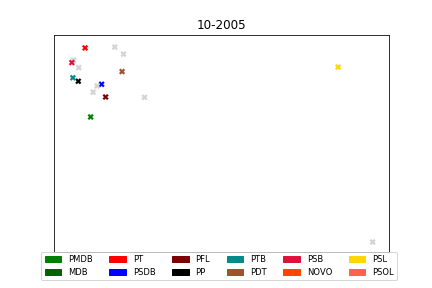 10-2005
PMDB PT PFL PTB PSB PSL
MDB PSDB PP PDT NOVO PSOL